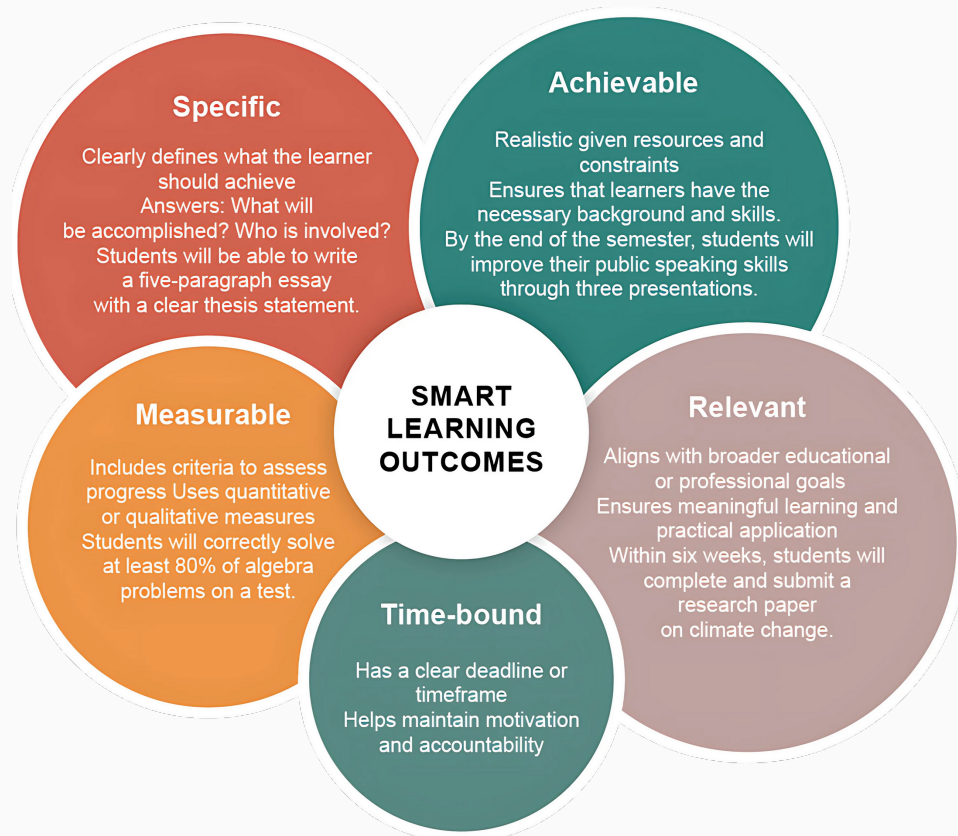 Specific
Clearly defines what the learner
should achieve
Answers: What will
be accomplished? Who is involved?
Students will be able to write
a five-paragraph essay
with a clear thesis statement.
Achievable
Realistic given resources and
constraints
Ensures that learners have the
necessary background and skills.
By the end of the semester, students will
improve their public speaking skills
through three presentations.
SMART
LEARNING
OUTCOMES
Measurable
Includes criteria to assess
progress Uses quantitative
or qualitative measures
Students will correctly solve
at least 80% of algebra
problems on a test.
Relevant
Aligns with broader educational
or professional goals
Ensures meaningful learning and
practical application
Within six weeks, students will
complete and submit a
research paper
on climate change.
Time-bound
Has a clear deadline or
timeframe
Helps maintain motivation
and accountability